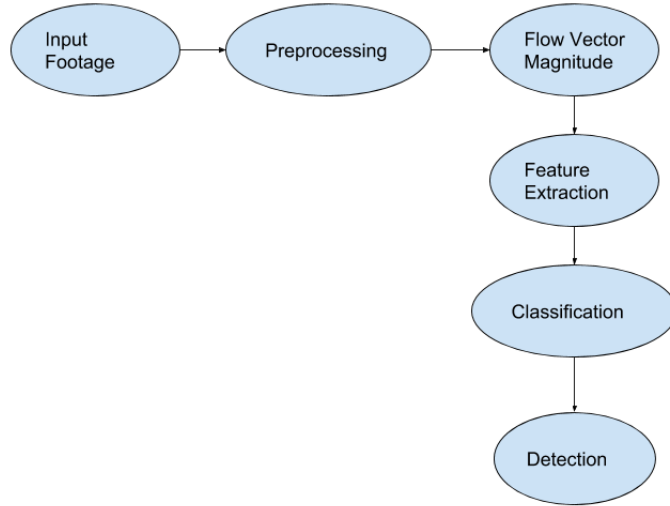 Input
Footage
Preprocessing
Flow Vector
Magnitude
Feature
Extraction
Classification
Detection